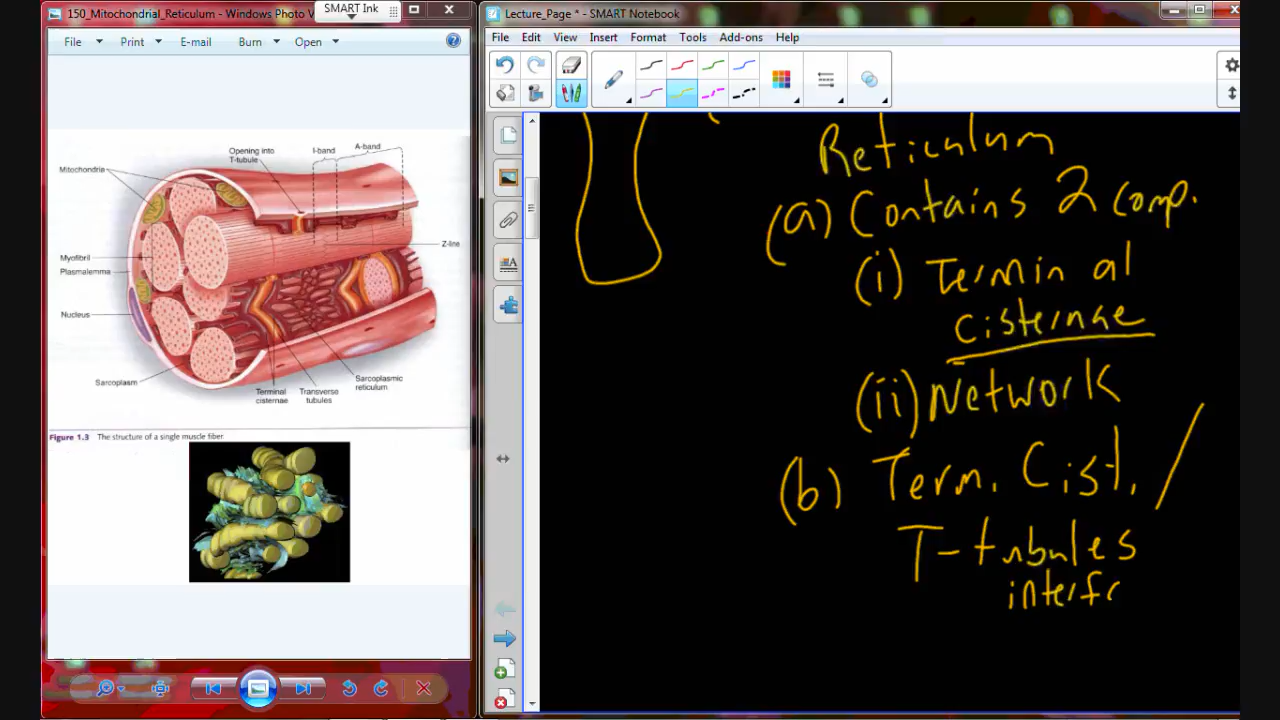 150_Mitochondrial_Reticulum - Windows Photo V
SMART Ink
File Print E-mail Burn Open
Opening into
T-tubule
I-band
A-band
Mitochondria
Z-line
Myofibril
Plasmalemma
Nucleus
Sarcoplasm
Terminal
cisternae
Transverse
tubules
Sarcoplasmic
reticulum
Figure 1.3 The structure of a single muscle fiber.
Lecture_Page * - SMART Notebook
File Edit View Insert Format Tools Add-ons Help
Reticulum
(a) Contains 2 comp.
(i) Terminal
cisternae
(ii) Network
(b) Term. Cist. /
T-tubules
interfc